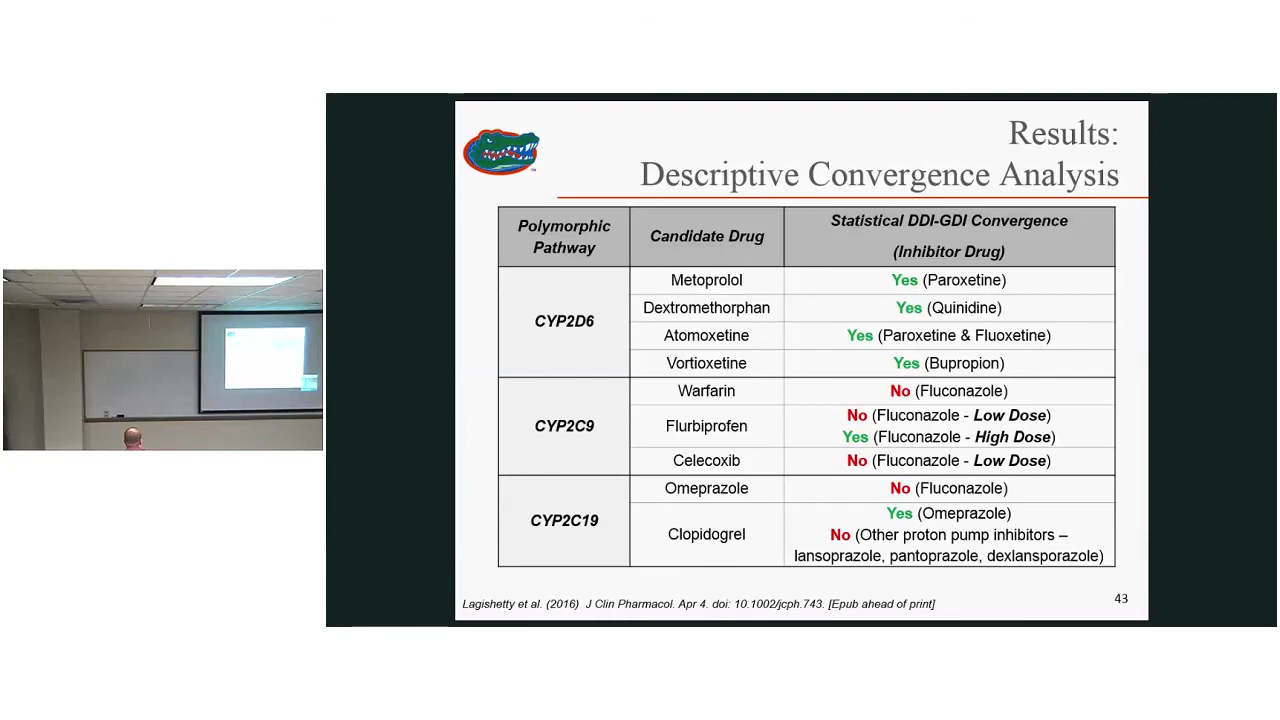 Results:
Descriptive Convergence Analysis
Polymorphic Pathway
Candidate Drug
Statistical DDI-GDI Convergence
(Inhibitor Drug)
CYP2D6
Metoprolol
Yes (Paroxetine)
Dextromethorphan
Yes (Quinidine)
Atomoxetine
Yes (Paroxetine & Fluoxetine)
Vortioxetine
Yes (Bupropion)
CYP2C9
Warfarin
No (Fluconazole)
Flurbiprofen
No (Fluconazole - Low Dose)
Yes (Fluconazole - High Dose)
Celecoxib
No (Fluconazole - Low Dose)
CYP2C19
Omeprazole
No (Fluconazole)
Clopidogrel
Yes (Omeprazole)
No (Other proton pump inhibitors –
lansoprazole, pantoprazole, dexlansporazole)
Lagishetty et al. (2016) J Clin Pharmacol. Apr 4. doi: 10.1002/jcph.743. [Epub ahead of print]
43